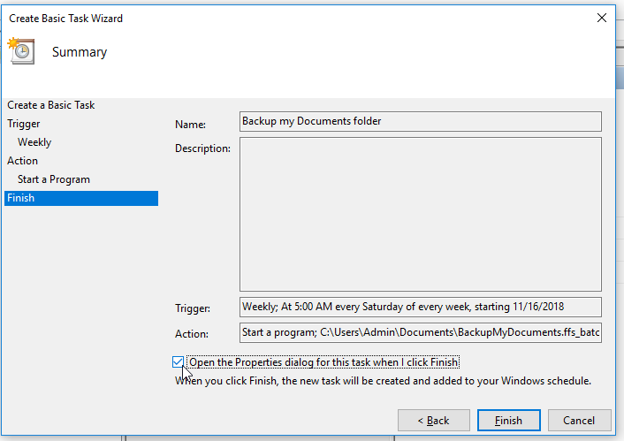 Create Basic Task Wizard
Summary
Create a Basic Task
Trigger
Weekly
Action
Start a Program
Finish
Name:
Backup my Documents folder
Description:
Trigger:
Weekly; At 5:00 AM every Saturday of every week, starting 11/16/2018
Action:
Start a program; C:\Users\Admin\Documents\BackupMyDocuments.ffs_batc
Open the Properties dialog for this task when I click Finish
When you click Finish, the new task will be created and added to your Windows schedule.
< Back
Finish
Cancel